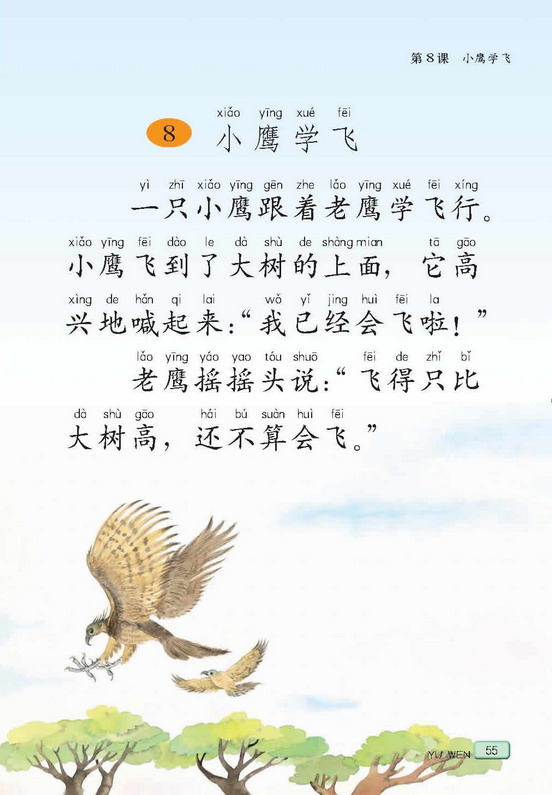 第8课 小鹰学飞
xiǎo yīng xué fēi
8 小鹰学飞
yì zhī xiǎo yīng gēn zhe lǎo yīng xué fēi xíng
一只小鹰跟着老鹰学飞行。
xiǎo yīng fēi dào le dà shù de shàng mian tā gāo
小鹰飞到了大树的上面，它高
xìng de hǎn qi lai wǒ yǐ jing huì fēi la
兴地喊起来：“我已经会飞啦！”
lǎo yīng yáo yao tóu shuō fēi de zhǐ bǐ
老鹰摇摇头说：“飞得只比
dà shù gāo hái bú suàn huì fēi
大树高，还不算会飞。”
YU WEN 55